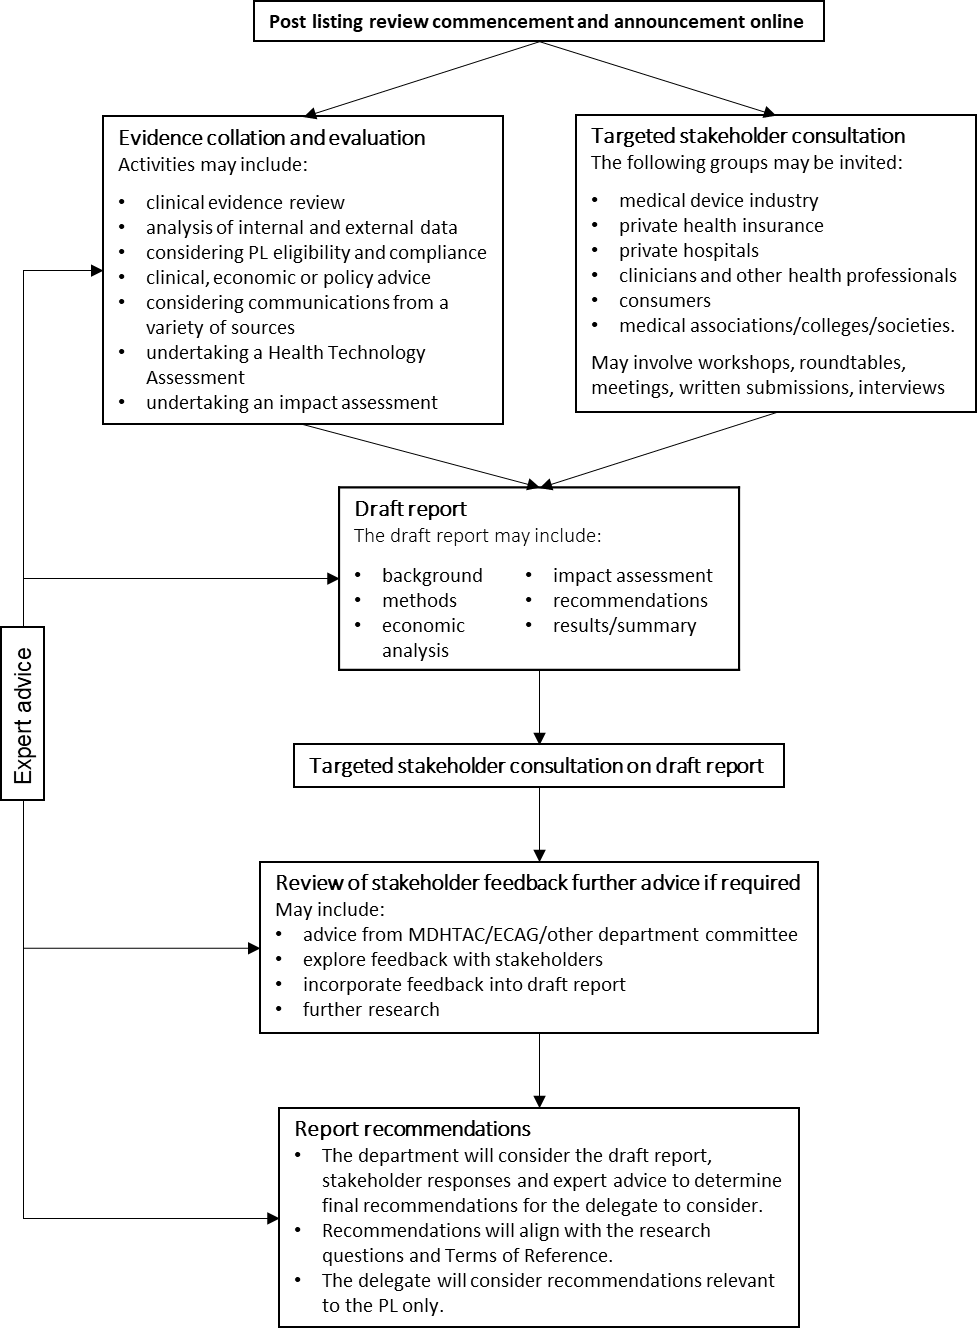 Post listing review commencement and announcement online
Evidence collation and evaluation
Activities may include:
• clinical evidence review
• analysis of internal and external data
• considering PL eligibility and compliance
• clinical, economic or policy advice
• considering communications from a
variety of sources
• undertaking a Health Technology
Assessment
• undertaking an impact assessment
Targeted stakeholder consultation
The following groups may be invited:
• medical device industry
• private health insurance
• private hospitals
• clinicians and other health professionals
• consumers
• medical associations/colleges/societies.
May involve workshops, roundtables,
meetings, written submissions, interviews
Draft report
The draft report may include:
• background
• methods
• economic
analysis
• impact assessment
• recommendations
• results/summary
Expert advice
Targeted stakeholder consultation on draft report
Review of stakeholder feedback further advice if required
May include:
• advice from MDHTAC/ECAG/other department committee
• explore feedback with stakeholders
• incorporate feedback into draft report
• further research
Report recommendations
• The department will consider the draft report,
stakeholder responses and expert advice to determine
final recommendations for the delegate to consider.
• Recommendations will align with the research
questions and Terms of Reference.
• The delegate will consider recommendations relevant
to the PL only.